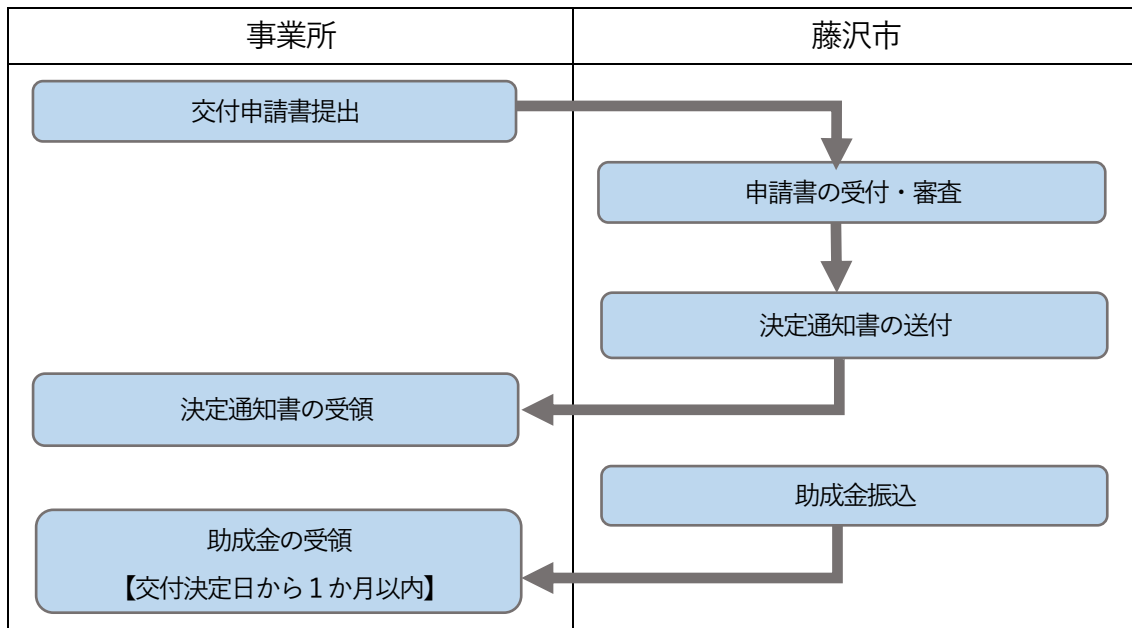 事業所
藤沢市
交付申請書提出
申請書の受付・審査
決定通知書の送付
決定通知書の受領
助成金振込
助成金の受領
【交付決定日から１か月以内】